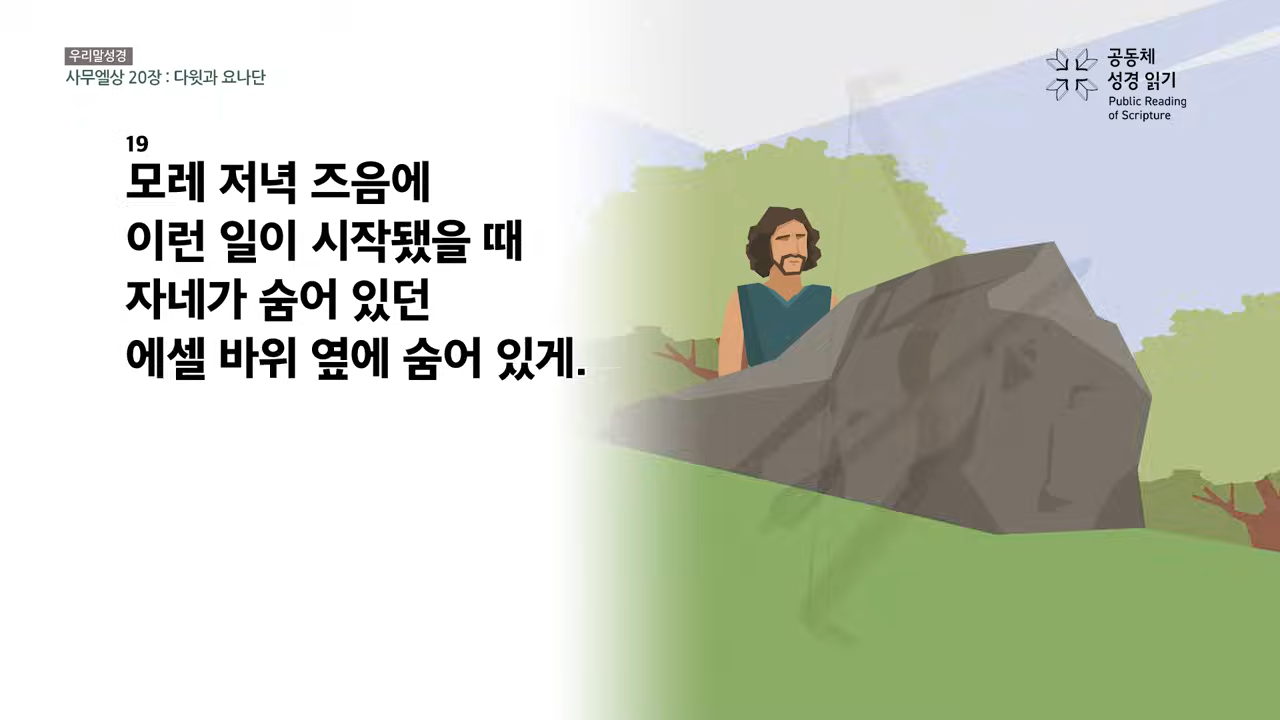 우리말성경
사무엘상 20장 : 다윗과 요나단
공동체
성경 읽기
Public Reading
of Scripture
19
모레 저녁 즈음에
이런 일이 시작됐을 때
자네가 숨어 있던
에셀 바위 옆에 숨어 있게.